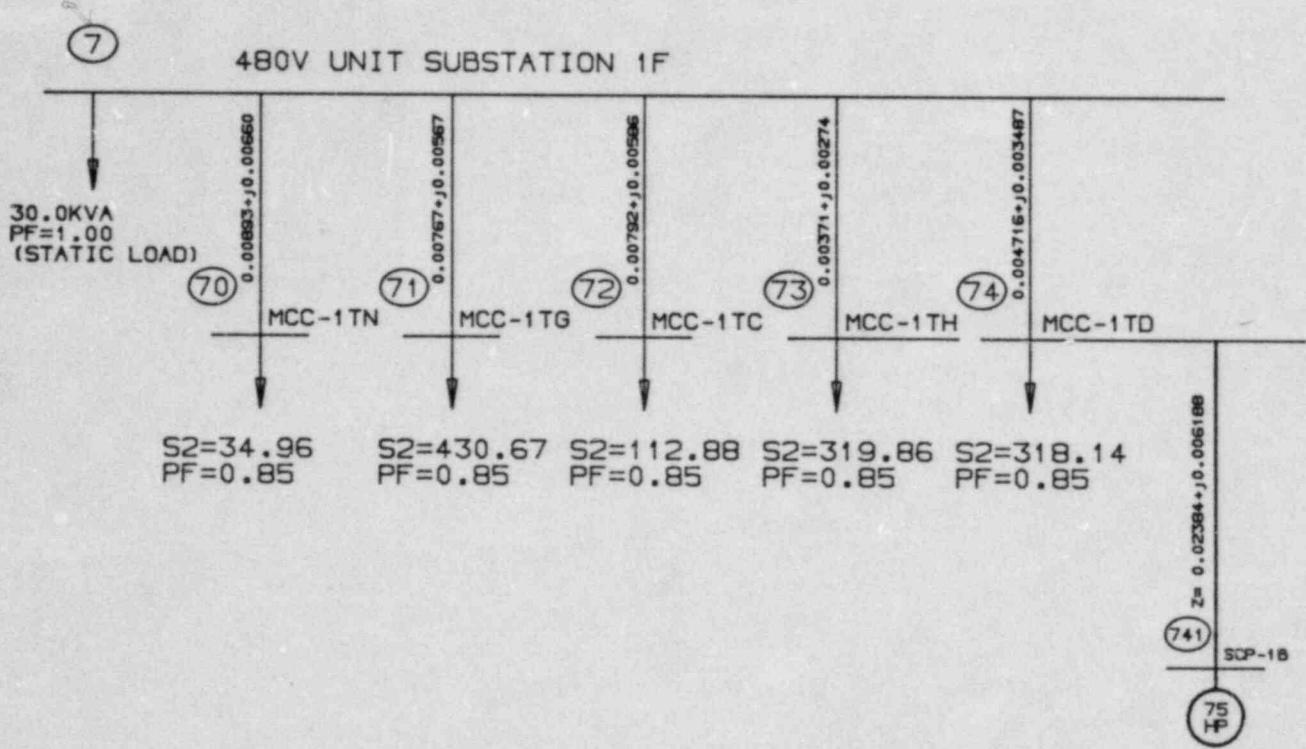 7
480V UNIT SUBSTATION 1F
30.0KVA
PF=1.00
(STATIC LOAD)
0.00893+j0.00660
0.00767+j0.00567
0.00792+j0.00586
0.00371+j0.00274
0.004716+j0.003487
70
71
72
73
74
MCC-1TN
MCC-1TG
MCC-1TC
MCC-1TH
MCC-1TD
S2=34.96
PF=0.85
S2=430.67
PF=0.85
S2=112.88
PF=0.85
S2=319.86
PF=0.85
S2=318.14
PF=0.85
Z= 0.02384+j0.006188
741
SCP-1B
75
HP